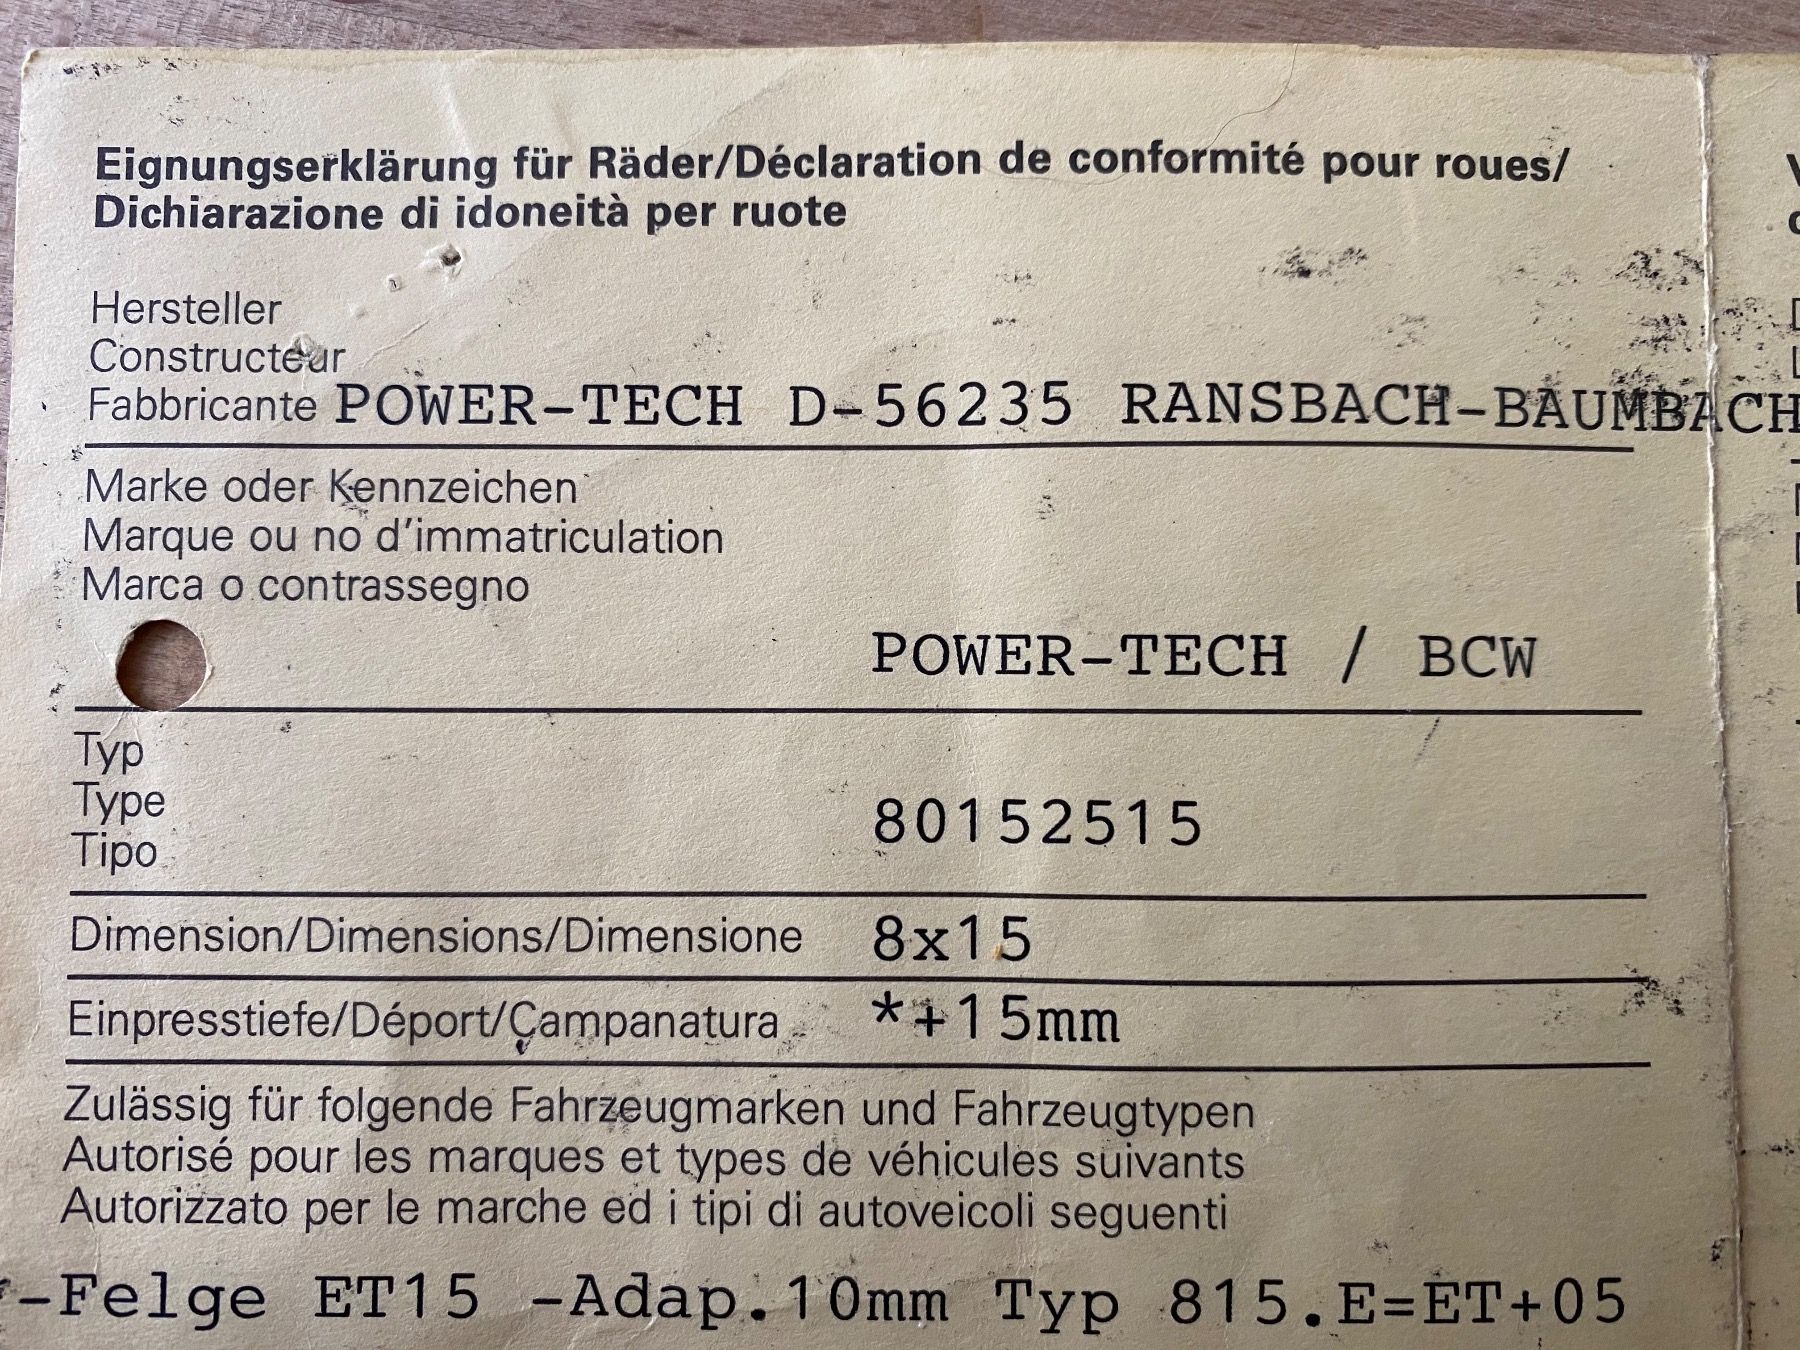 Eignungserklärung für Räder/Déclaration de conformité pour roues/
Dichiarazione di idoneità per ruote
Hersteller
Constructeur
Fabbricante POWER-TECH D-56235 RANSBACH-BAUMBACH
Marke oder Kennzeichen
Marque ou no d'immatriculation
Marca o contrassegno
POWER-TECH / BCW
Typ
Type
Tipo
80152515
Dimension/Dimensions/Dimensione 8x15
Einpresstiefe/Déport/Campanatura *+15mm
Zulässig für folgende Fahrzeugmarken und Fahrzeugtypen
Autorisé pour les marques et types de véhicules suivants
Autorizzato per le marche ed i tipi di autoveicoli seguenti
-Felge ET15 -Adap.10mm Typ 815.E=ET+05